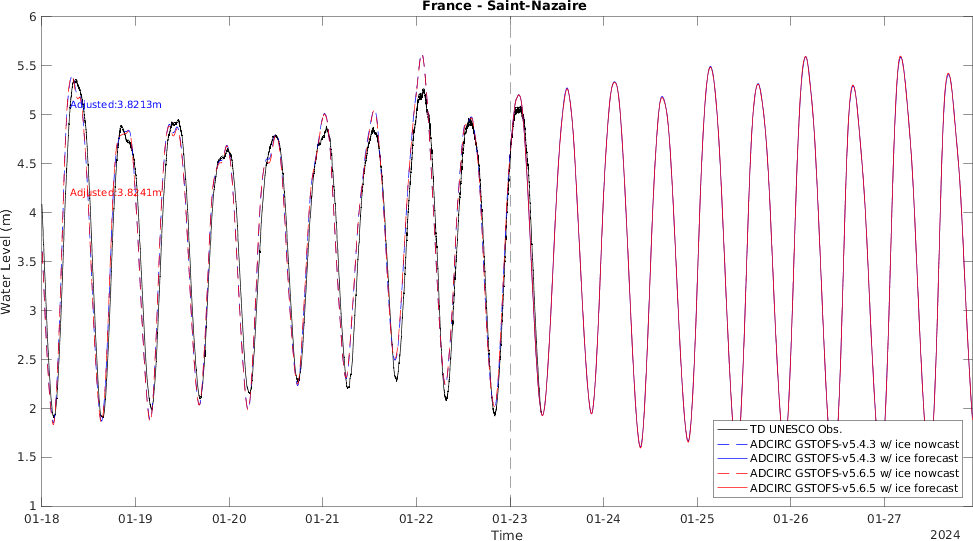 France - Saint-Nazaire
6
5.5
5
4.5
4
3.5
3
2.5
2
1.5
1
Water Level (m)
Adjusted:3.8213m
Adjusted:3.8241m
TD UNESCO Obs.
ADCIRC GSTOFS-v5.4.3 w/ ice nowcast
ADCIRC GSTOFS-v5.4.3 w/ ice forecast
ADCIRC GSTOFS-v5.6.5 w/ ice nowcast
ADCIRC GSTOFS-v5.6.5 w/ ice forecast
01-18 01-19 01-20 01-21 01-22 01-23 01-24 01-25 01-26 01-27
Time
2024